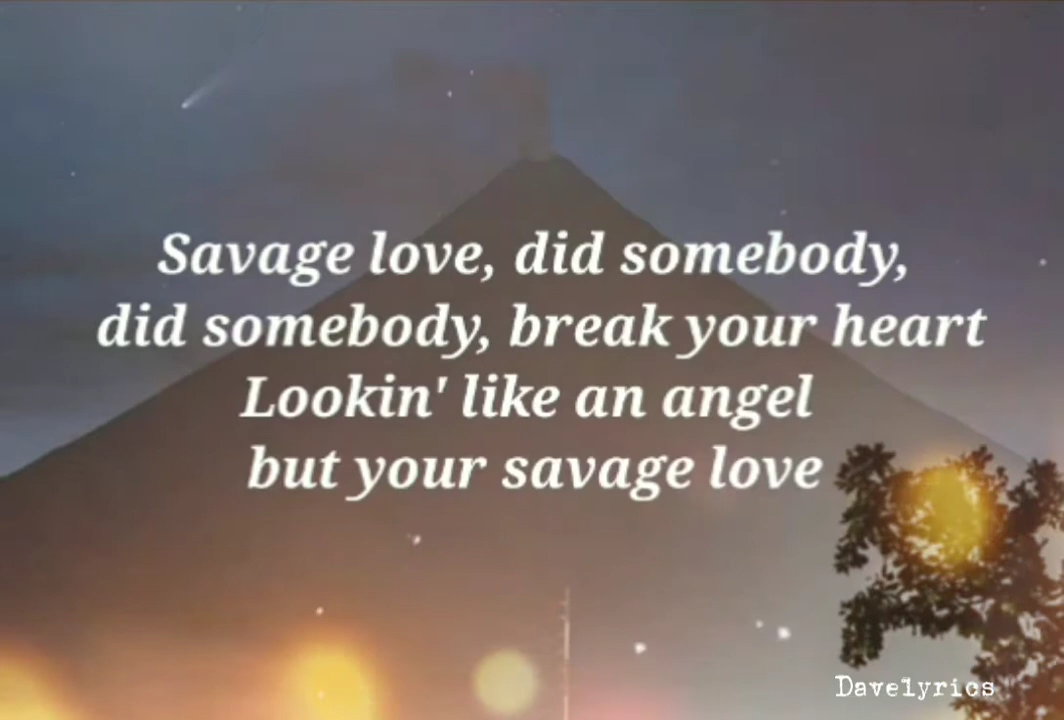 Savage love, did somebody,
did somebody, break your heart
Lookin' like an angel
but your savage love
Davelyrics